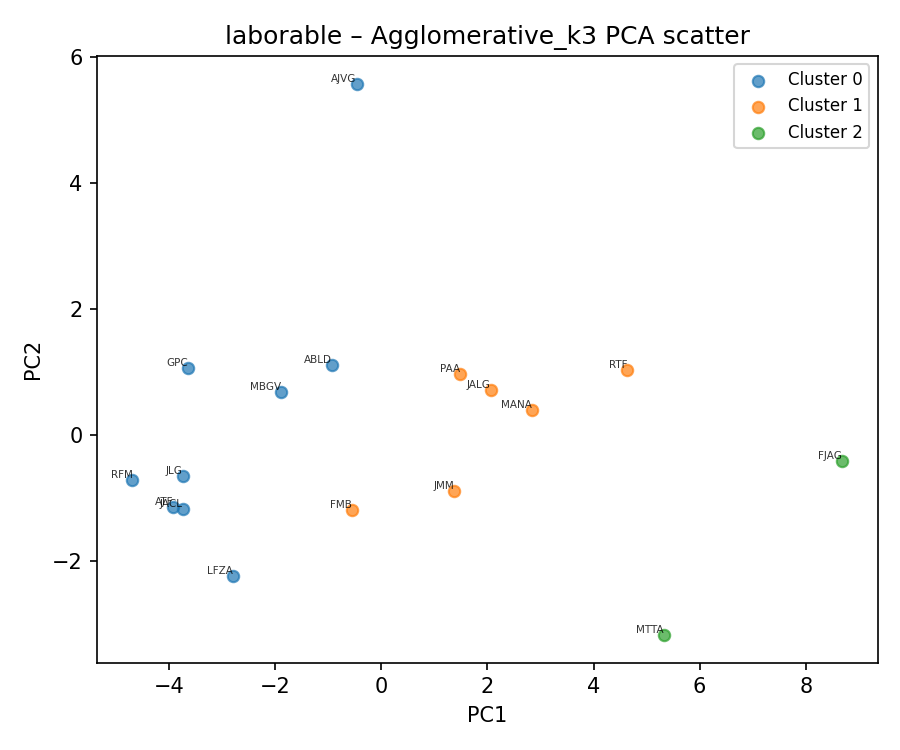 laborable – Agglomerative_k3 PCA scatter
Cluster 0
Cluster 1
Cluster 2
PC2
6
4
2
0
−2
AJVG
GPC
ABLD
MBGV
PAA
JALG
MANA
RTF
RFM
JLG
JACL
FMB
JMM
FJAG
LFZA
MTTA
−4
−2
0
2
4
6
8
PC1